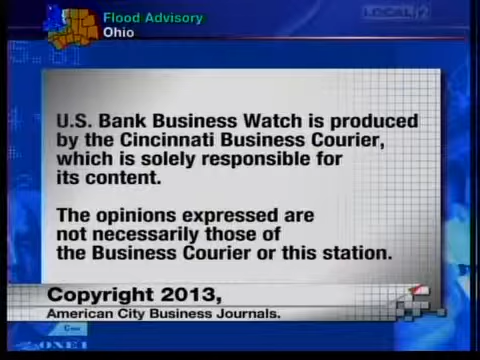 Flood Advisory
Ohio
LOCAL 12
U.S. Bank Business Watch is produced
by the Cincinnati Business Courier,
which is solely responsible for
its content.
The opinions expressed are
not necessarily those of
the Business Courier or this station.
Copyright 2013,
American City Business Journals.